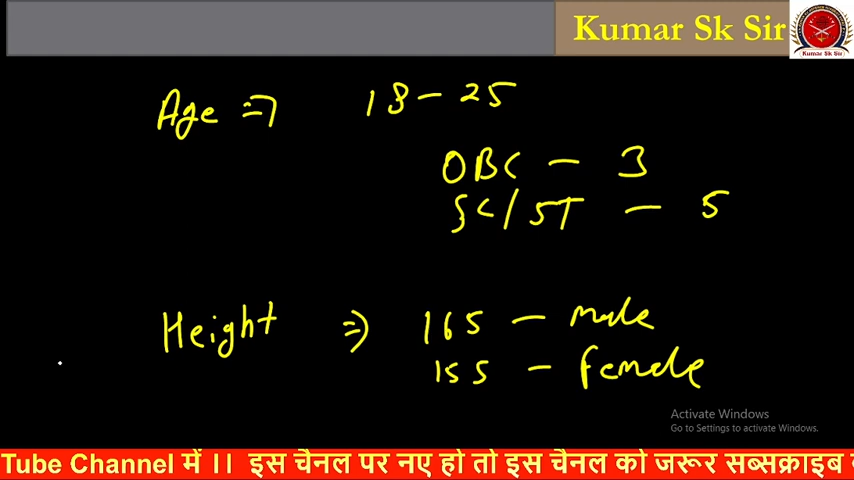 Kumar Sk Sir
Kumar Sk Sir
Age ⇒ 18 - 25
OBC - 3
SC/ST - 5
Height ⇒ 165 - male
155 - female
Activate Windows
Go to Settings to activate Windows.
Tube Channel में II इस चैनल पर नए हो तो इस चैनल को जरूर सब्सक्राइब